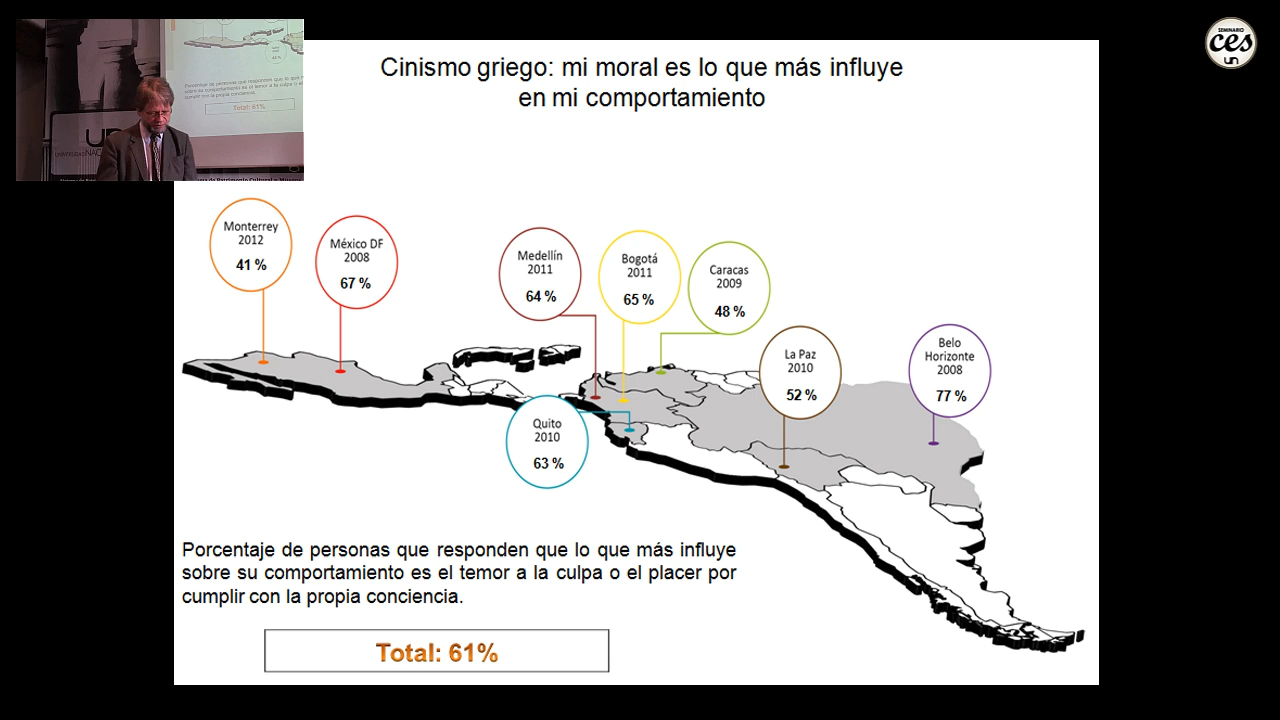 SEMINARIO
ces
un
Cinismo griego: mi moral es lo que más influye
en mi comportamiento
Monterrey
2012
41 %
México DF
2008
67 %
Medellín
2011
64 %
Bogotá
2011
65 %
Caracas
2009
48 %
La Paz
2010
52 %
Belo
Horizonte
2008
77 %
Quito
2010
63 %
Porcentaje de personas que responden que lo que más influye
sobre su comportamiento es el temor a la culpa o el placer por
cumplir con la propia conciencia.
Total: 61%